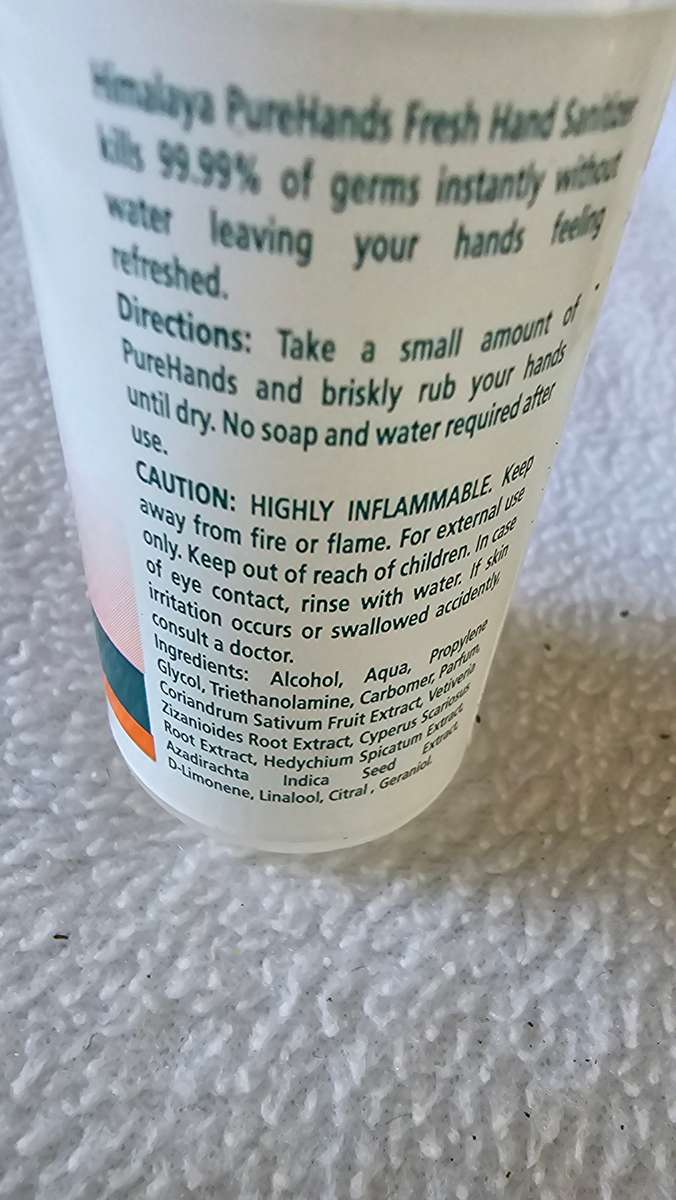 Himalaya PureHands Fresh Hand Sanitizer
kills 99.99% of germs instantly without
water leaving your hands feeling
refreshed.
Directions: Take a small amount of
PureHands and briskly rub your hands
until dry. No soap and water required after
use.
CAUTION: HIGHLY INFLAMMABLE. Keep
away from fire or flame. For external use
only. Keep out of reach of children. In case
of eye contact, rinse with water. If skin
irritation occurs or swallowed accidently,
consult a doctor.
Ingredients: Alcohol, Aqua, Propylene
Glycol, Triethanolamine, Carbomer, Parfum,
Coriandrum Sativum Fruit Extract, Vetiveria
Zizanioides Root Extract, Cyperus Scariosus
Root Extract, Hedychium Spicatum Extract,
Azadirachta Indica Seed Extract,
D-Limonene, Linalool, Citral , Geraniol.